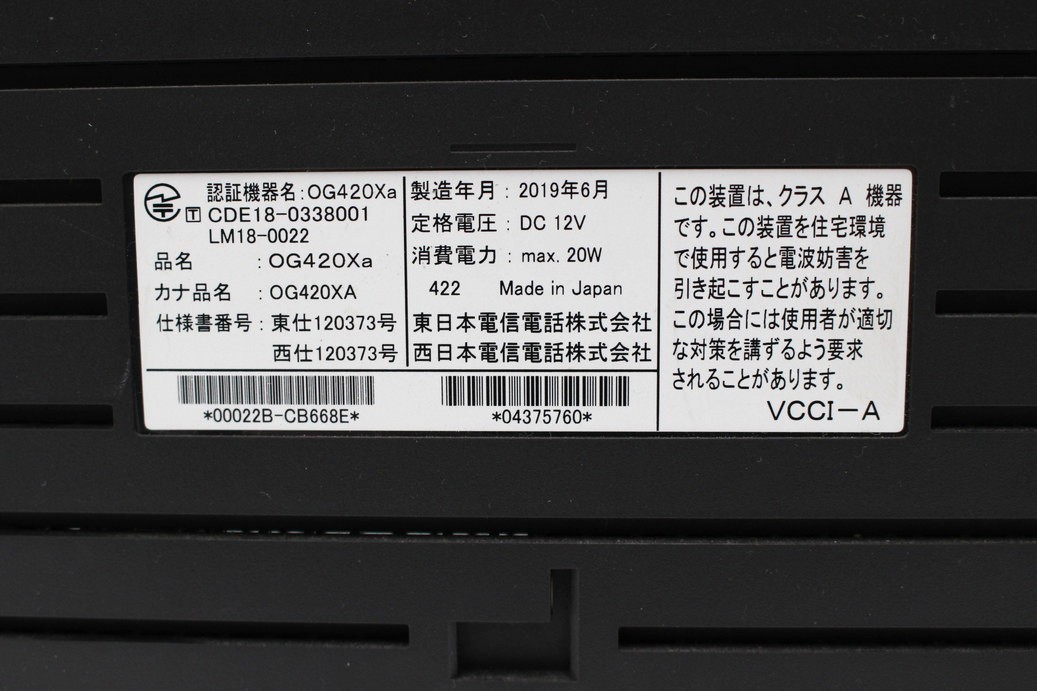 認証機器名:OG420Xa
T CDE18-0338001
LM18-0022
品名 : OG420Xa
カナ品名 : OG420XA
仕様書番号 : 東仕120373号
西仕120373号
*00022B-CB668E*
製造年月 : 2019年6月
定格電圧 : DC 12V
消費電力 : max. 20W
422 Made in Japan
東日本電信電話株式会社
西日本電信電話株式会社
*04375760*
この装置は、クラス A 機器
です。この装置を住宅環境
で使用すると電波妨害を
引き起こすことがあります。
この場合には使用者が適切
な対策を講ずるよう要求
されることがあります。
VCCI-A